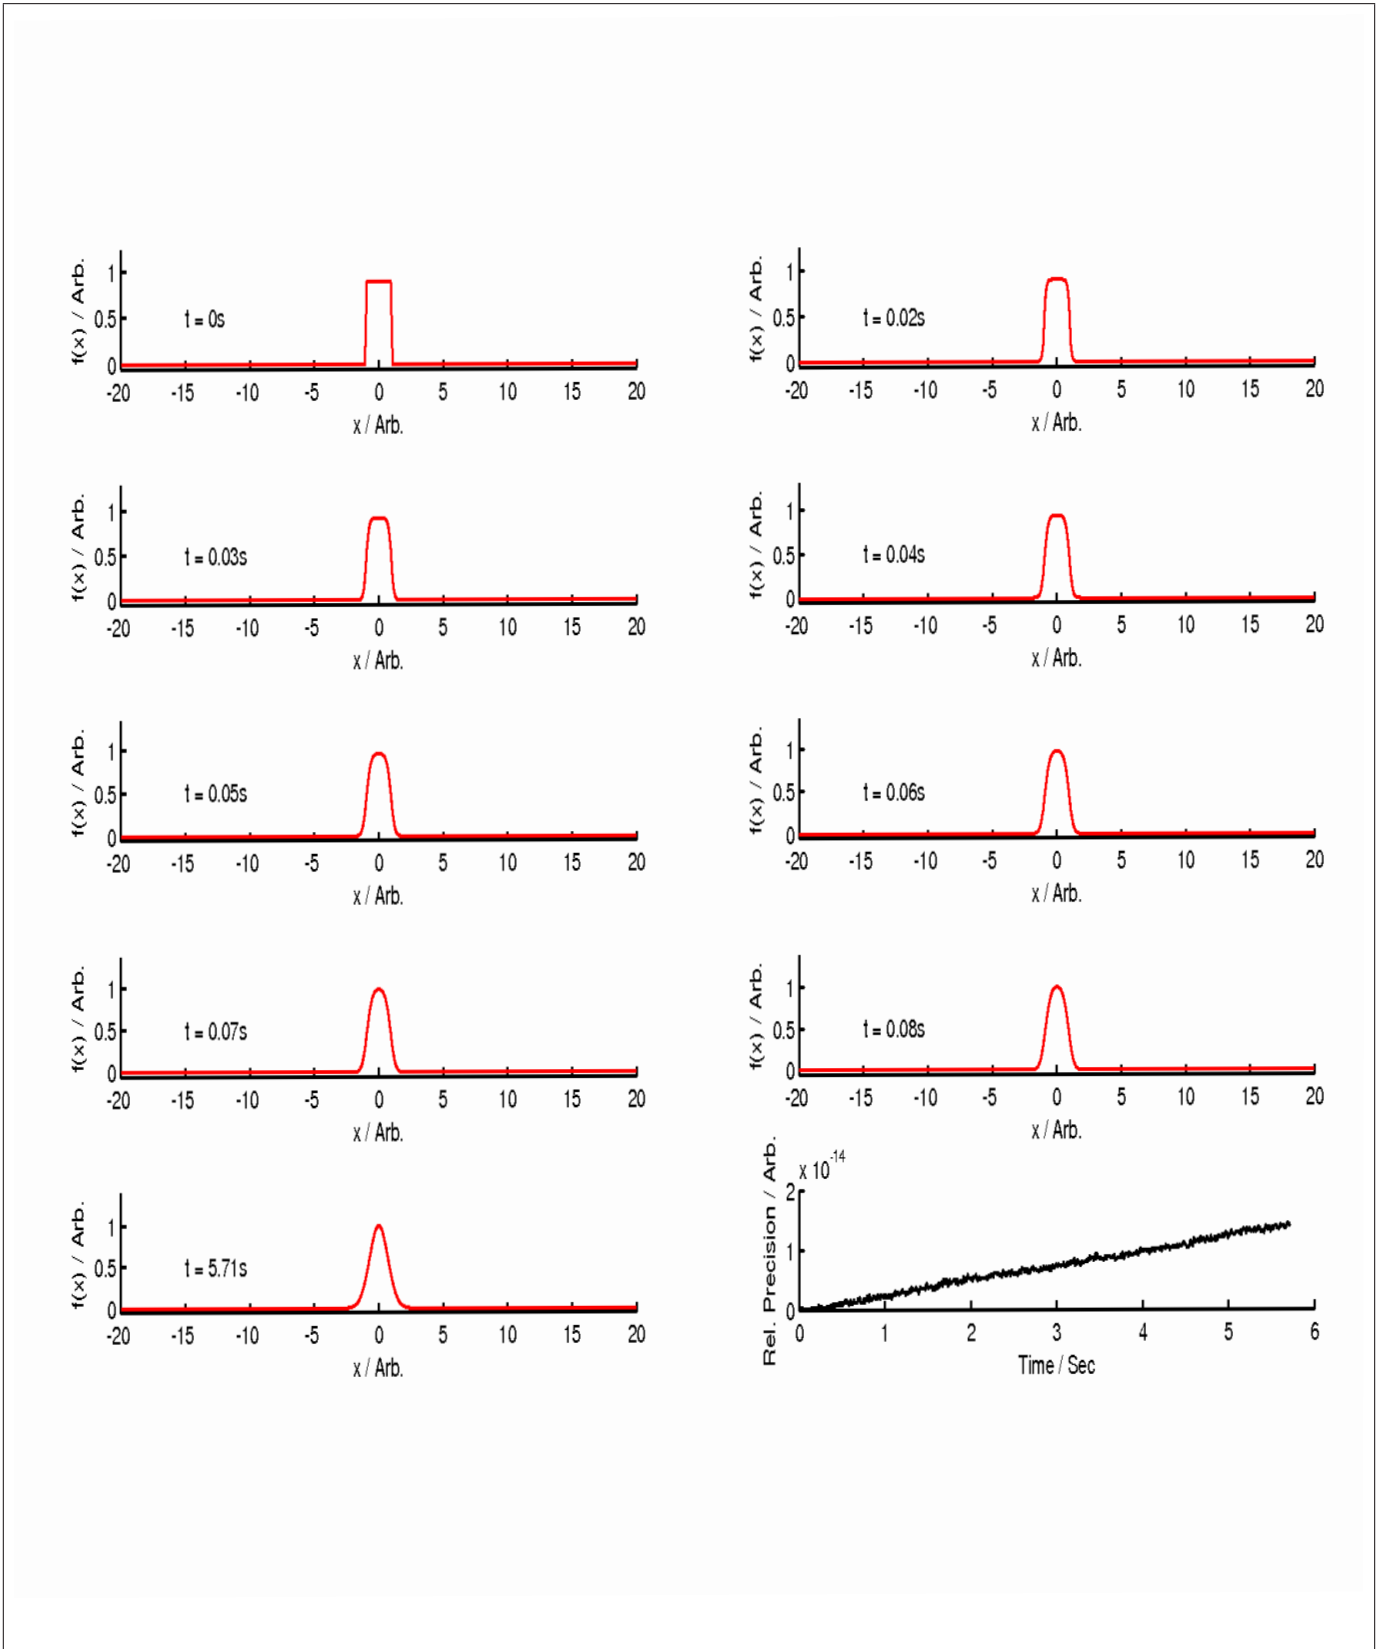 f(x) / Arb.
1
0.5
0
t = 0s
-20 -15 -10 -5 0 5 10 15 20
x / Arb.
f(x) / Arb.
1
0.5
0
t = 0.02s
-20 -15 -10 -5 0 5 10 15 20
x / Arb.
f(x) / Arb.
1
0.5
0
t = 0.03s
-20 -15 -10 -5 0 5 10 15 20
x / Arb.
f(x) / Arb.
1
0.5
0
t = 0.04s
-20 -15 -10 -5 0 5 10 15 20
x / Arb.
f(x) / Arb.
1
0.5
0
t = 0.05s
-20 -15 -10 -5 0 5 10 15 20
x / Arb.
f(x) / Arb.
1
0.5
0
t = 0.06s
-20 -15 -10 -5 0 5 10 15 20
x / Arb.
f(x) / Arb.
1
0.5
0
t = 0.07s
-20 -15 -10 -5 0 5 10 15 20
x / Arb.
f(x) / Arb.
1
0.5
0
t = 0.08s
-20 -15 -10 -5 0 5 10 15 20
x / Arb.
f(x) / Arb.
1
0.5
0
t = 5.71s
-20 -15 -10 -5 0 5 10 15 20
x / Arb.
Rel. Precision / Arb.
x 10^-14
2
1
0
0 1 2 3 4 5 6
Time / Sec